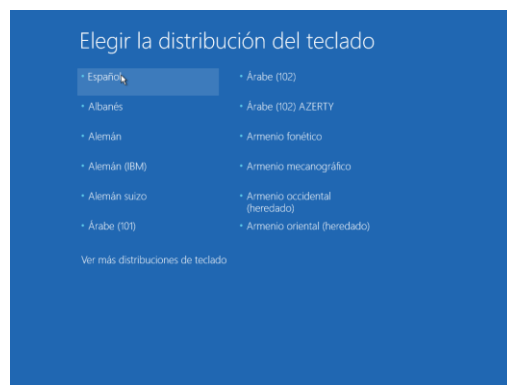 Elegir la distribución del teclado
Español
Albanés
Alemán
Alemán (IBM)
Alemán suizo
Árabe (101)
Árabe (102)
Árabe (102) AZERTY
Armenio fonético
Armenio mecanográfico
Armenio occidental
(heredado)
Armenio oriental (heredado)
Ver más distribuciones de teclado